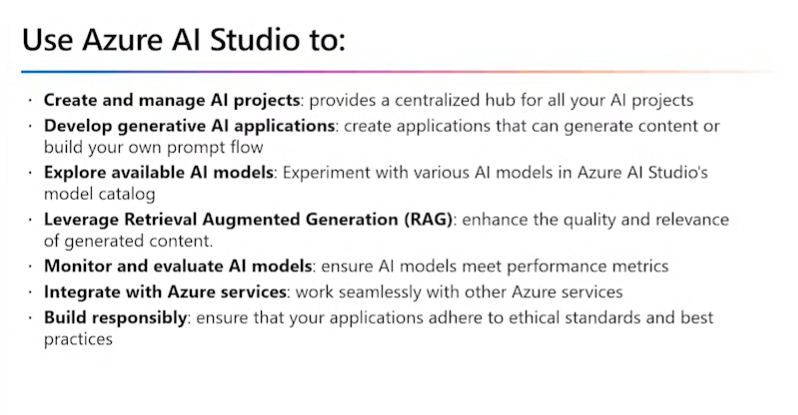 Use Azure AI Studio to:
· Create and manage AI projects: provides a centralized hub for all your AI projects
· Develop generative AI applications: create applications that can generate content or
build your own prompt flow
· Explore available AI models: Experiment with various AI models in Azure AI Studio's
model catalog
· Leverage Retrieval Augmented Generation (RAG): enhance the quality and relevance
of generated content.
· Monitor and evaluate AI models: ensure AI models meet performance metrics
· Integrate with Azure services: work seamlessly with other Azure services
· Build responsibly: ensure that your applications adhere to ethical standards and best
practices